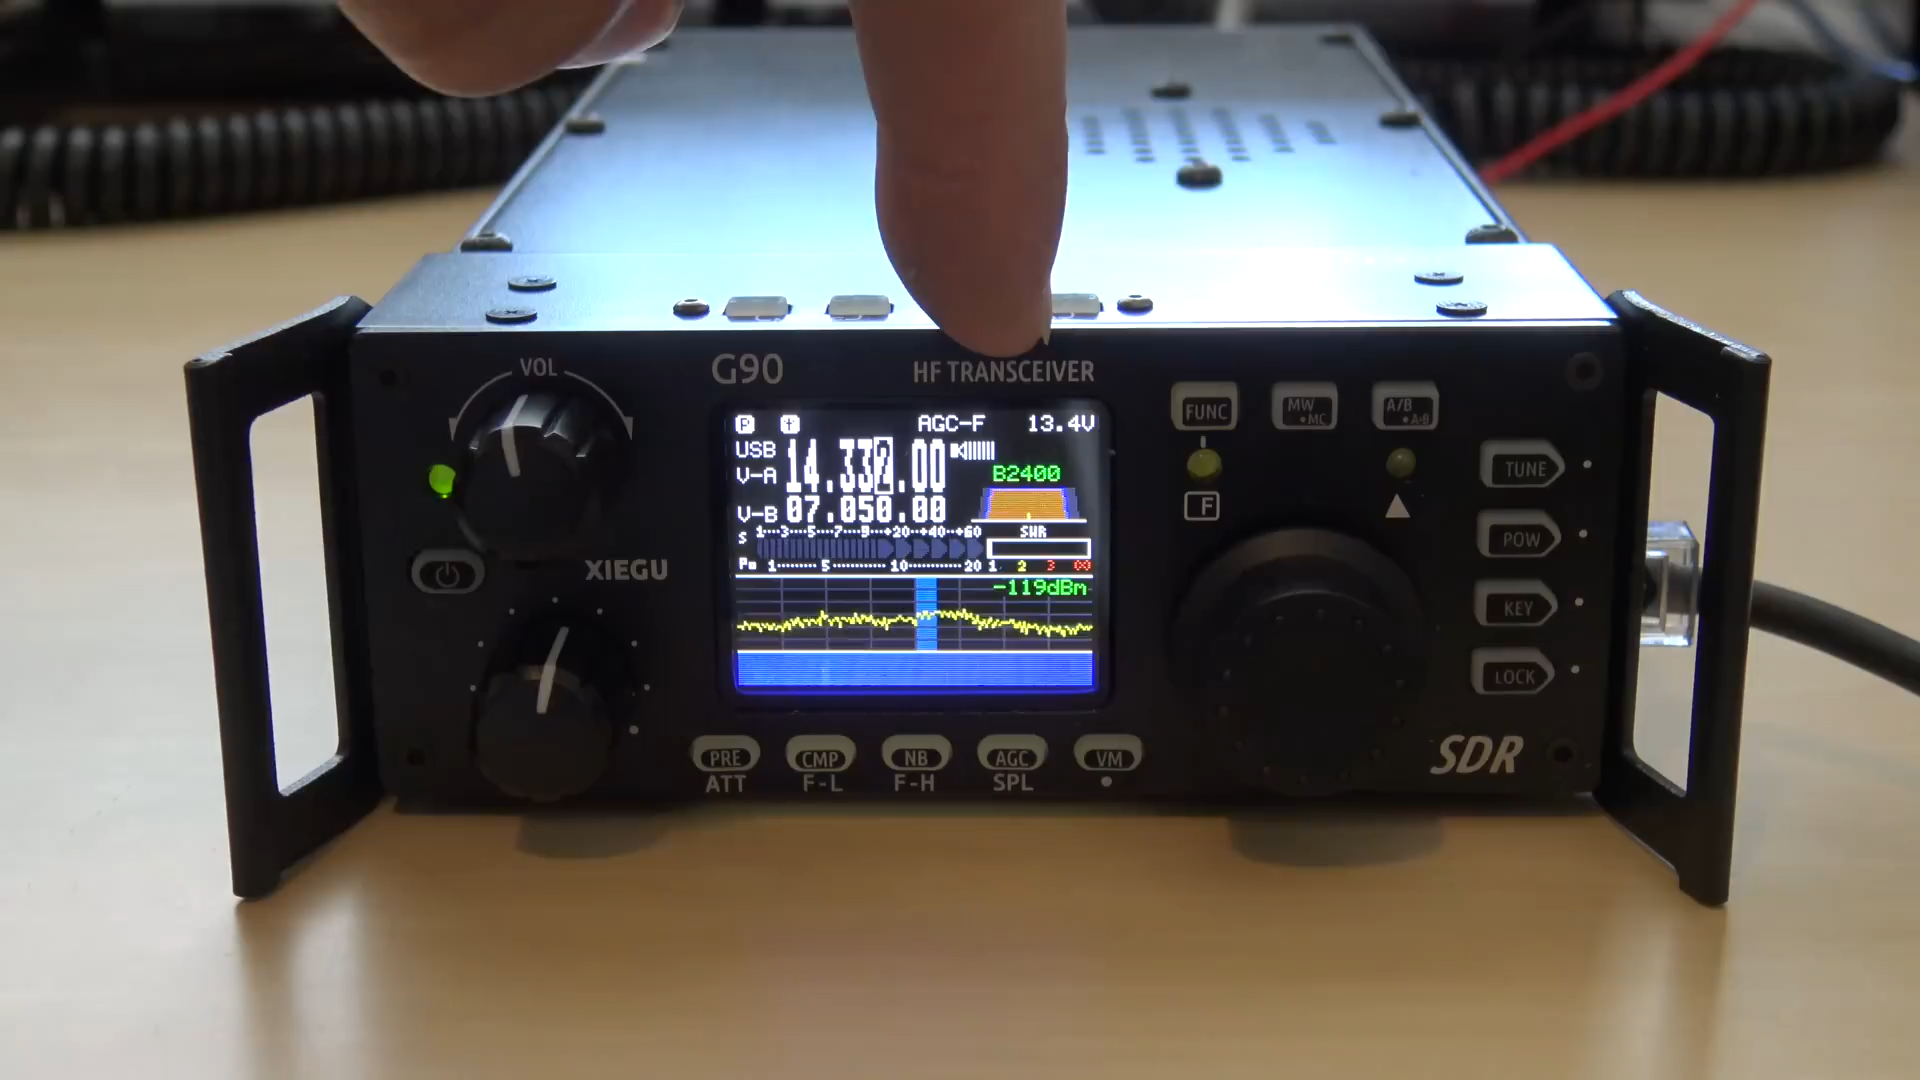 VOL
G90
HF TRANSCEIVER
FUNC
MW
•MC
A/B
•A=B
AGC-F 13.4V
USB 14.332.00
V-A
B2400
V-B 07.050.00
S 1··3··5··7··9··+20··+40··+60
SWR
Po 1········5··········10··········20
1 2 3 ∞
-119dBm
TUNE
POW
KEY
LOCK
F
XIEGU
PRE
CMP
NB
AGC
VM
ATT
F-L
F-H
SPL
SDR